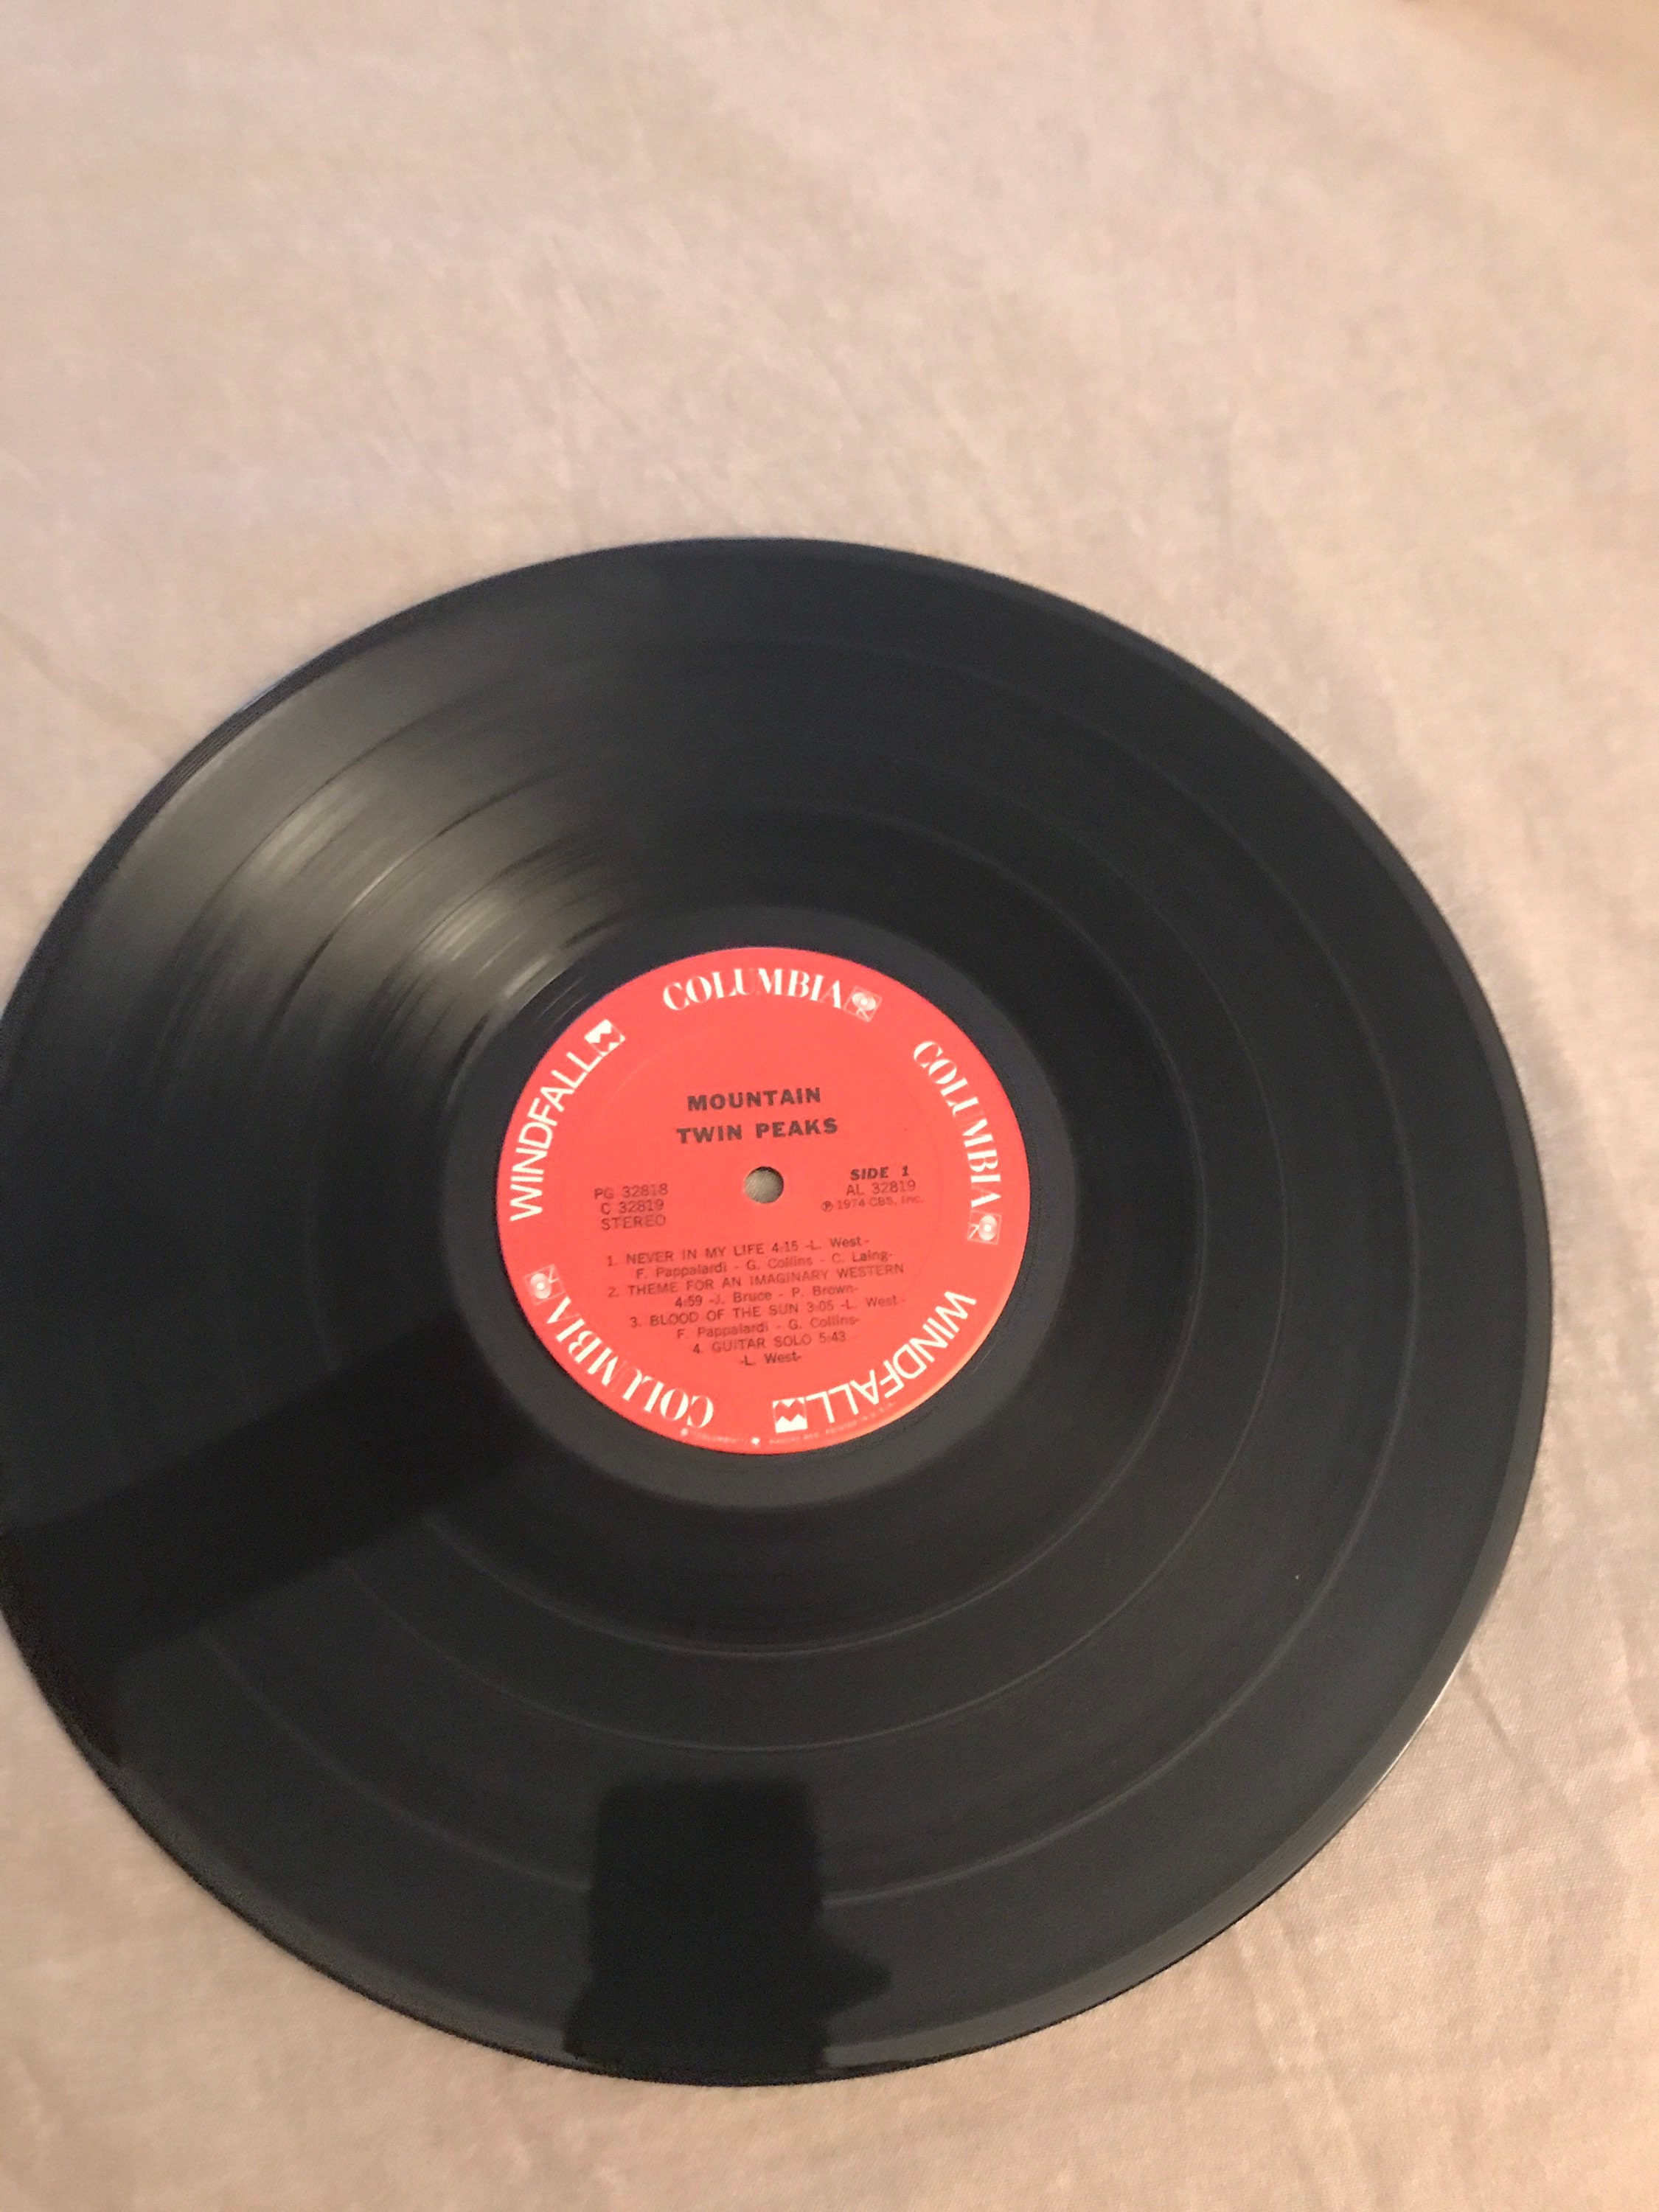 COLUMBIA
COLUMBIA
WINDFALL
COLUMBIA
WINDFALL
MOUNTAIN
TWIN PEAKS
PG 32818
C 32819
STEREO
SIDE 1
AL 32819
℗ 1974 CBS, Inc.
1. NEVER IN MY LIFE 4:15 -L. West-
F. Pappalardi - G. Collins - C. Laing-
2. THEME FOR AN IMAGINARY WESTERN
4:59 -J. Bruce - P. Brown-
3. BLOOD OF THE SUN 3:05 -L. West-
F. Pappalardi - G. Collins-
4. GUITAR SOLO 5:43
-L. West-